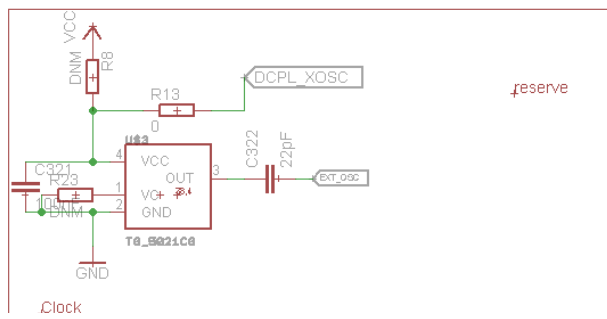 VCC
DNM
R8
DCPL_XOSC
reserve
R13
0
C322
22pF
4
VCC
C321
OUT
3
EXT_OSC
R23
1
VC
100nF
DNM
2
GND
TG_5021CG
GND
Clock